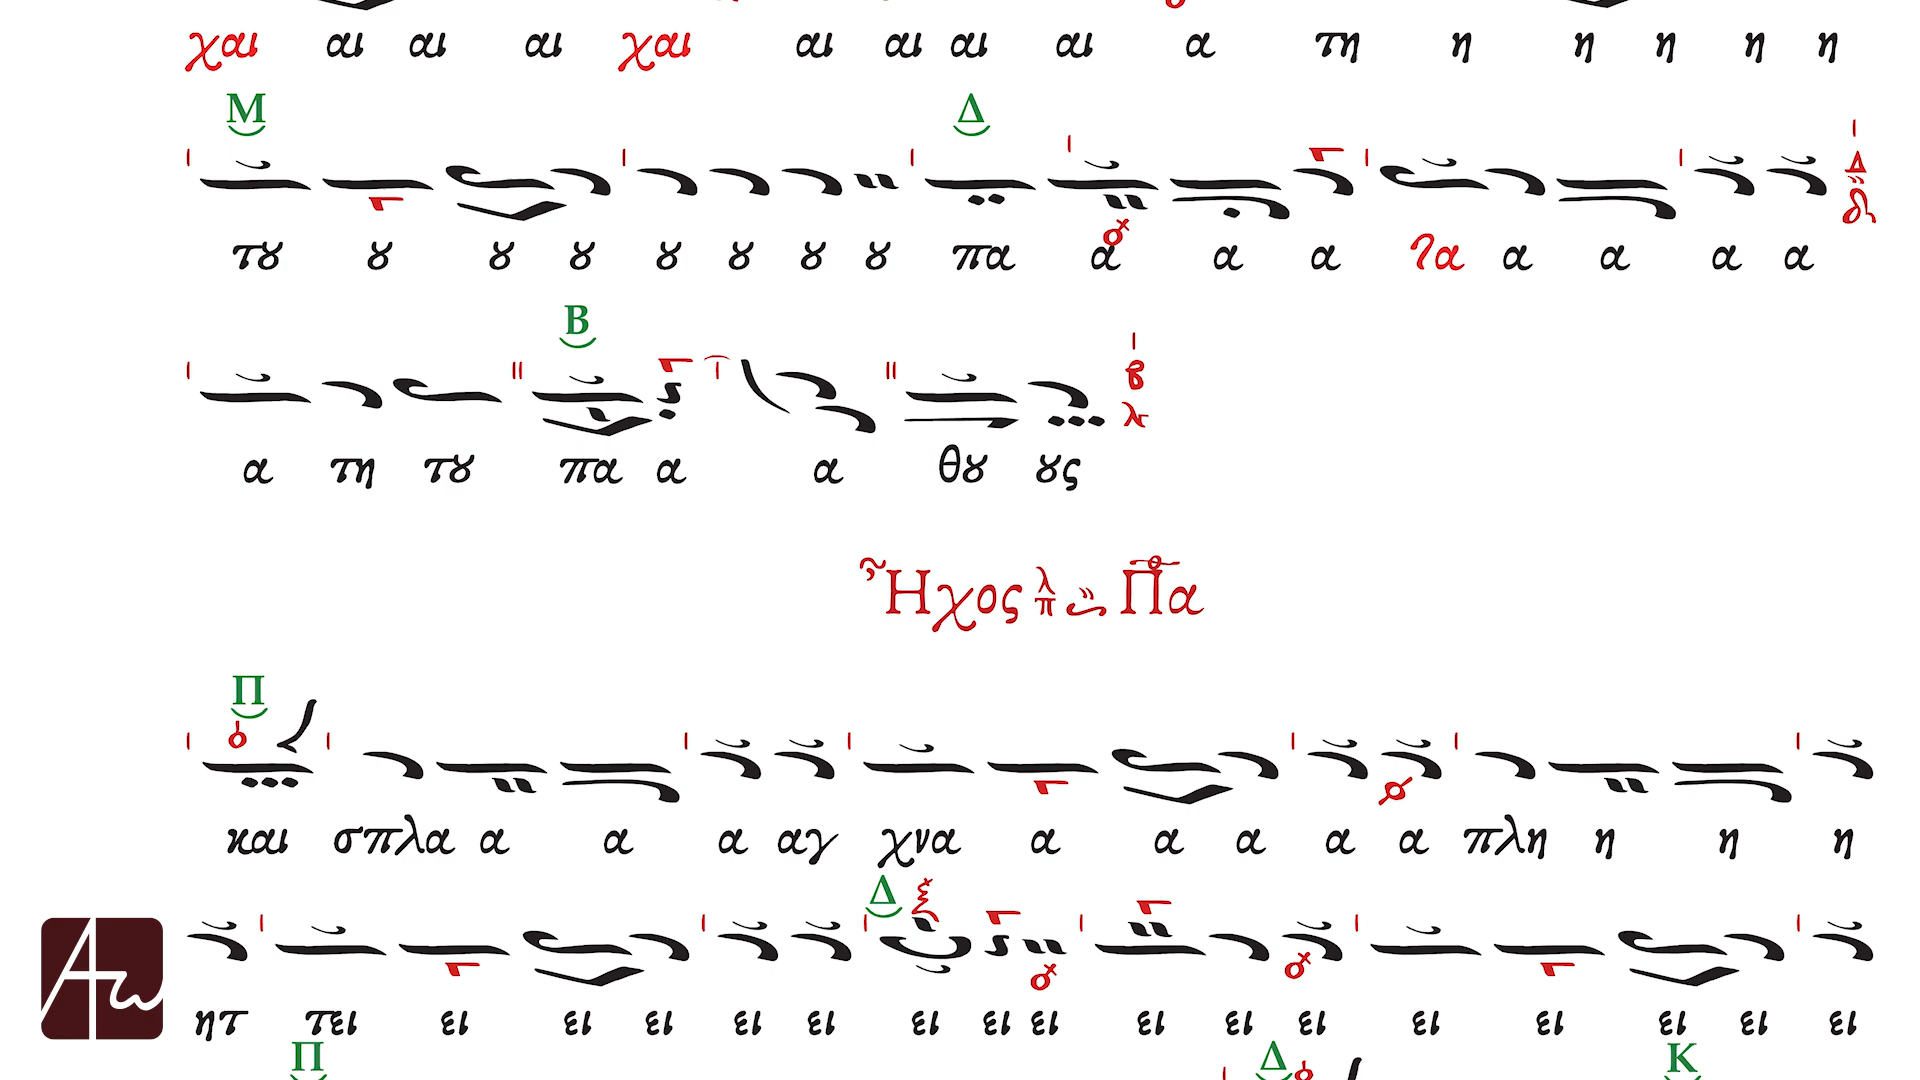 χαι αι αι αι χαι αι αι αι αι α τη η η η η η
Μ Δ
τȣ ȣ ȣ ȣ ȣ ȣ ȣ ȣ πα α α α ʔα α α α α
Β
α τη τȣ πα α α θȣ ȣς
Ἦχος λ π Πα
Π
και σπλα α α α αγ χνα α α α α α πλη η η η
Δ
ητ τει ει ει ει ει ει ει ει ει ει ει ει ει ει ει ει ει
Π Δ Κ
Aω